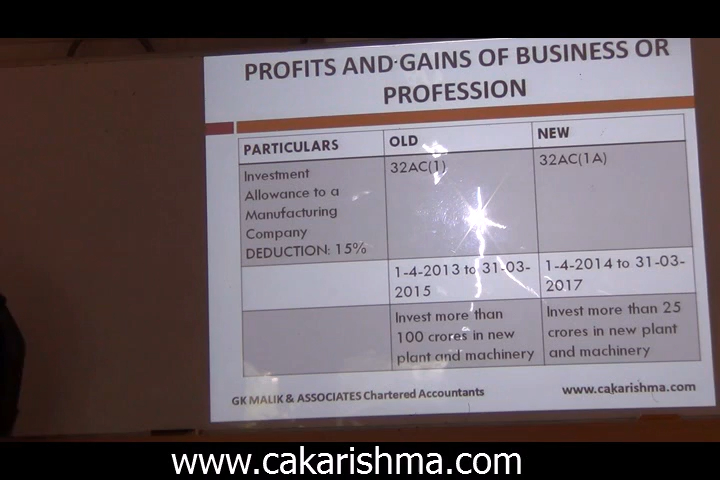 PROFITS AND GAINS OF BUSINESS OR
PROFESSION
PARTICULARS
OLD
NEW
Investment
Allowance to a
Manufacturing
Company
DEDUCTION: 15%
32AC(1)
32AC(1A)
1-4-2013 to 31-03-
2015
1-4-2014 to 31-03-
2017
Invest more than
100 crores in new
plant and machinery
Invest more than 25
crores in new plant
and machinery
GK MALIK & ASSOCIATES Chartered Accountants
www.cakarishma.com
www.cakarishma.com